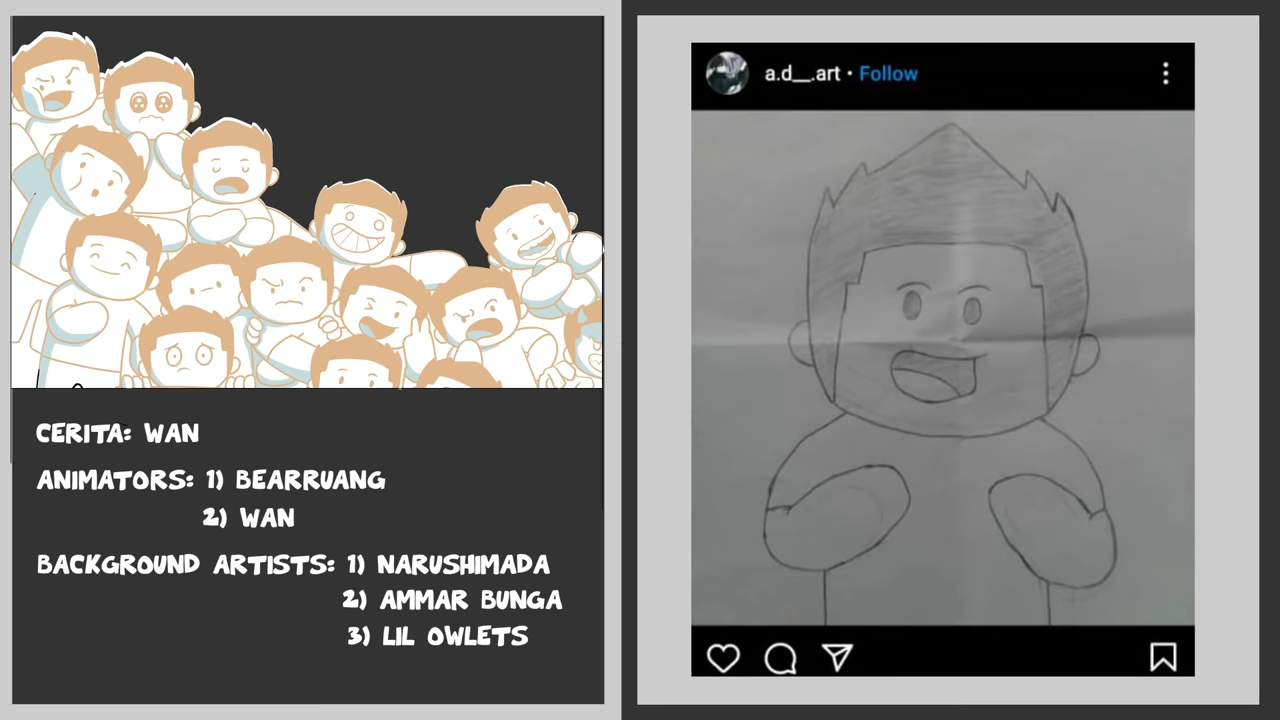 CERITA: WAN
ANIMATORS: 1) BEARRUANG
2) WAN
BACKGROUND ARTISTS: 1) NARUSHIMADA
2) AMMAR BUNGA
3) LIL OWLETS
a.d__.art • Follow